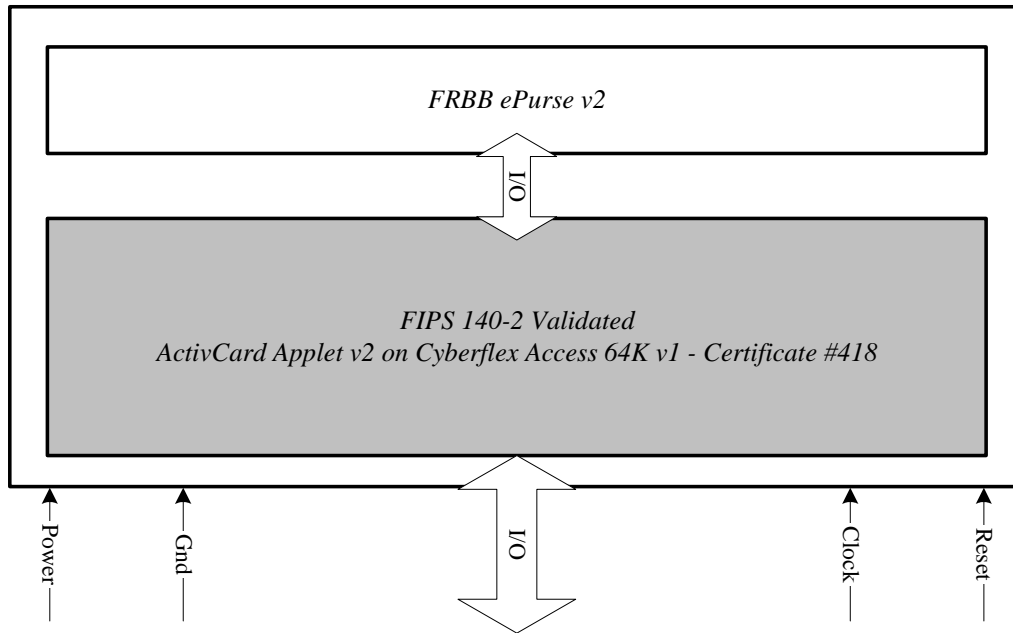 FRBB ePurse v2
I/O
FIPS 140-2 Validated
ActivCard Applet v2 on Cyberflex Access 64K v1 - Certificate #418
Power
Gnd
I/O
Clock
Reset